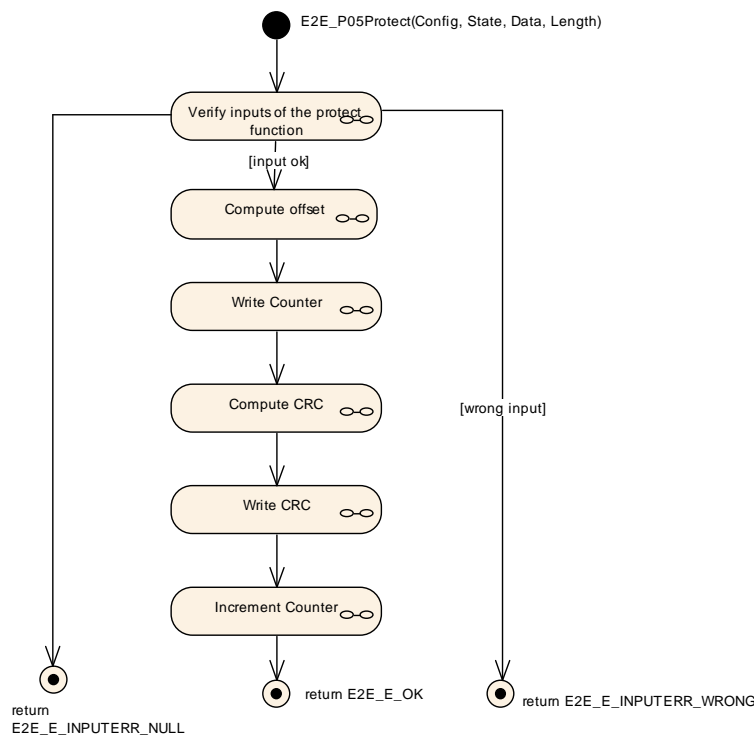 E2E_P05Protect(Config, State, Data, Length)
Verify inputs of the protect
function
[input ok]
Compute offset
Write Counter
Compute CRC
[wrong input]
Write CRC
Increment Counter
return E2E_E_OK
return E2E_E_INPUTERR_WRONG
return
E2E_E_INPUTERR_NULL